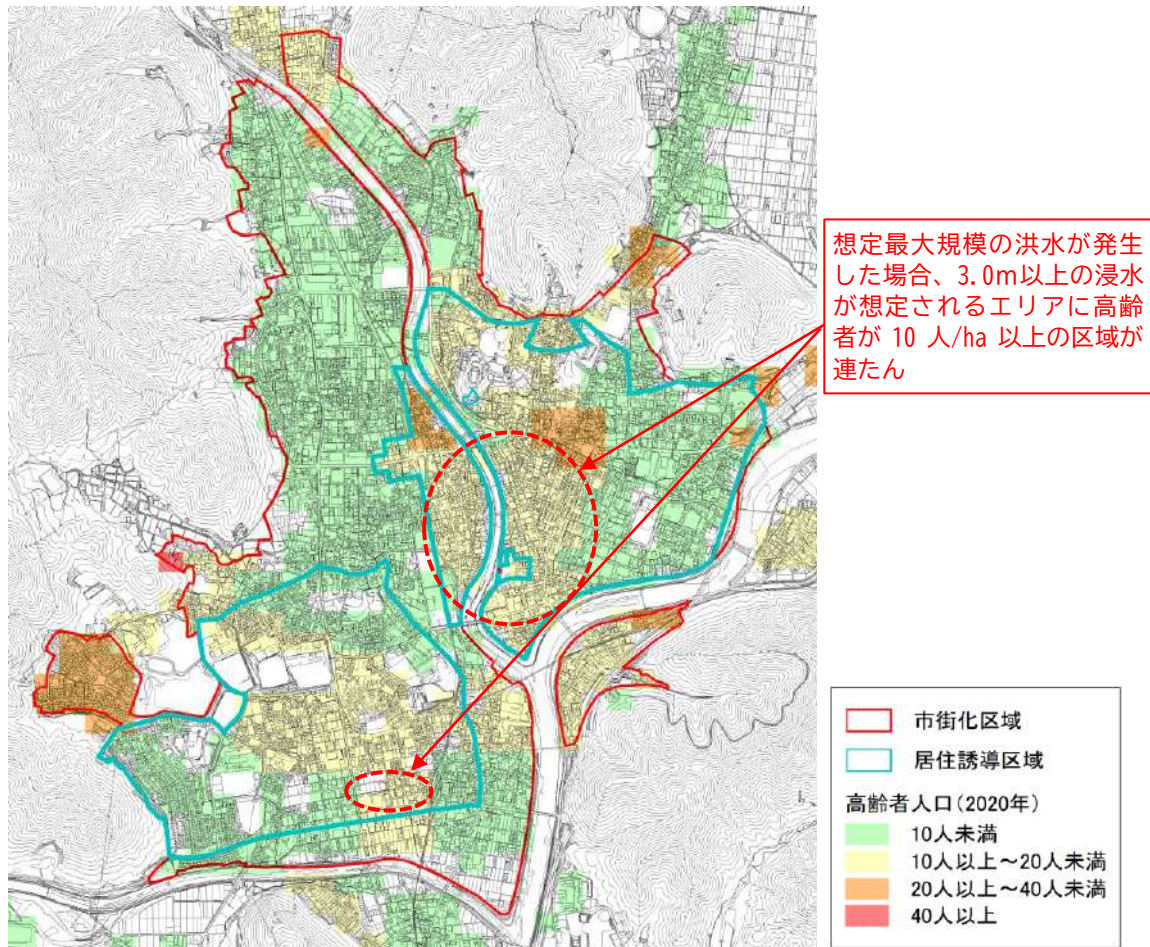 想定最大規模の洪水が発生
した場合、3.0m以上の浸水
が想定されるエリアに高齢
者が 10 人/ha 以上の区域が
連たん
市街化区域
居住誘導区域
高齢者人口(2020年)
10人未満
10人以上～20人未満
20人以上～40人未満
40人以上